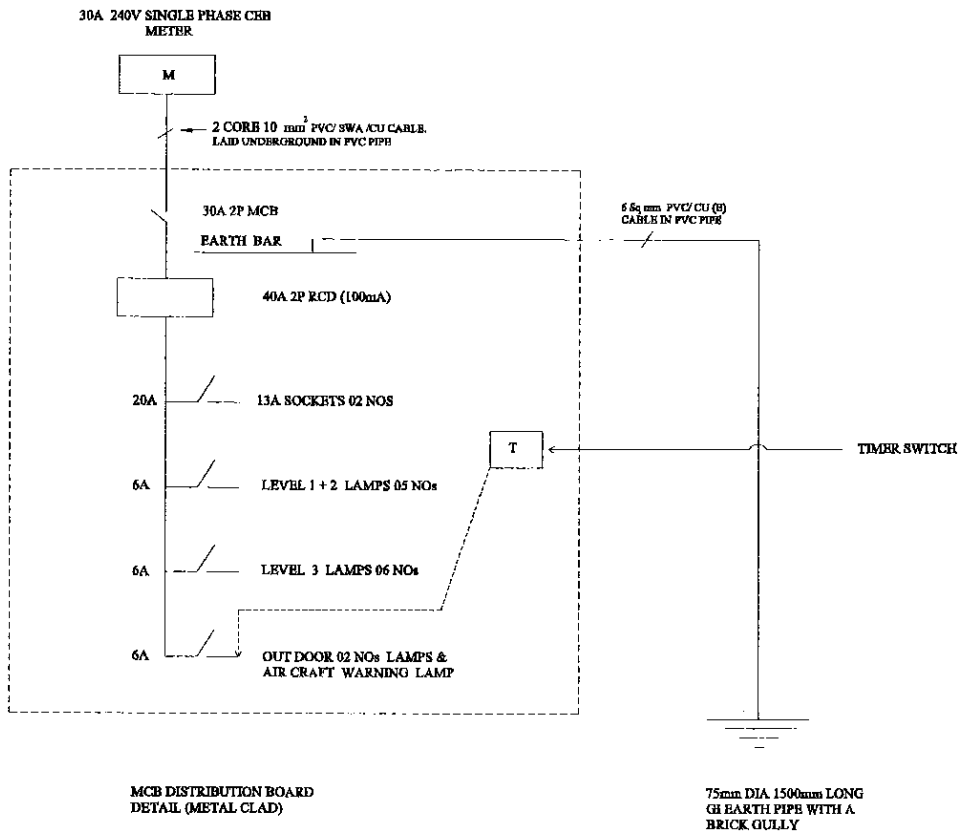 30A 240V SINGLE PHASE CEB
METER
M
2 CORE 10 mm² PVC/ SWA /CU CABLE.
LAID UNDERGROUND IN PVC PIPE
30A 2P MCB
EARTH BAR
6 Sq mm PVC/ CU (E)
CABLE IN PVC PIPE
40A 2P RCD (100mA)
20A
13A SOCKETS 02 NOS
T
TIMER SWITCH
6A
LEVEL 1 + 2 LAMPS 05 NOs
6A
LEVEL 3 LAMPS 06 NOs
6A
OUT DOOR 02 NOs LAMPS &
AIR CRAFT WARNING LAMP
MCB DISTRIBUTION BOARD
DETAIL (METAL CLAD)
75mm DIA 1500mm LONG
GI EARTH PIPE WITH A
BRICK GULLY